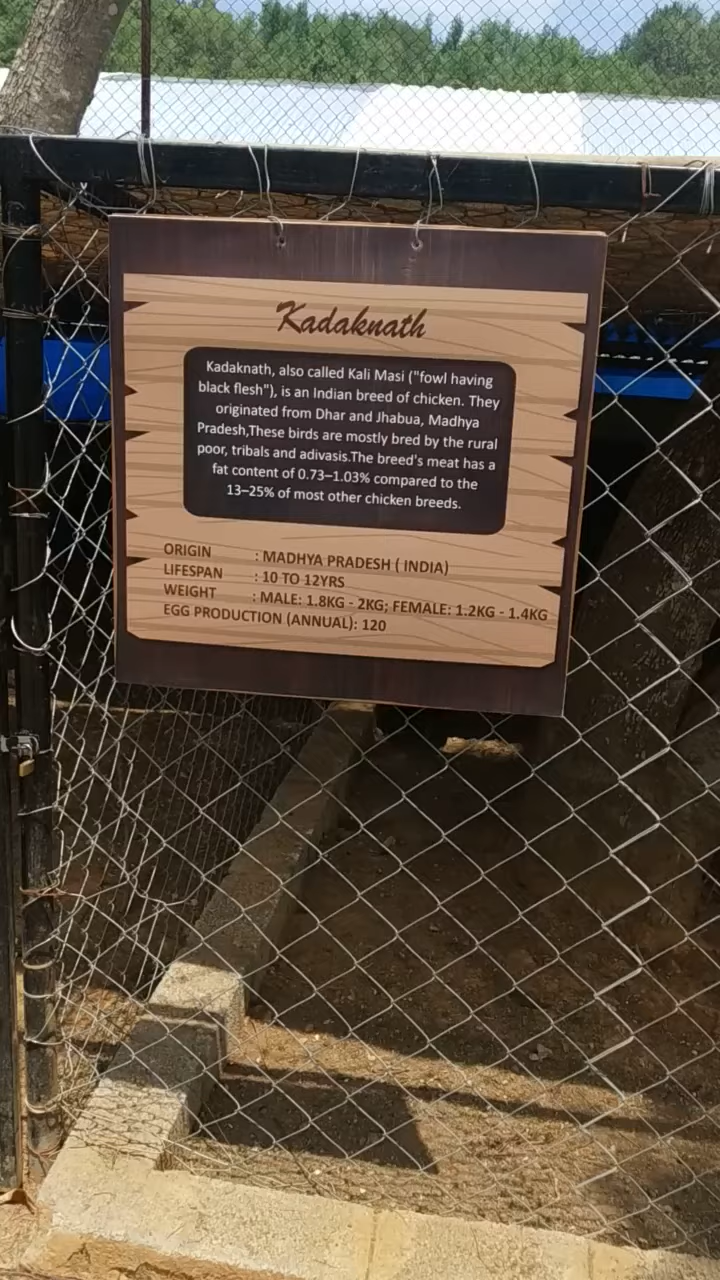 Kadaknath
Kadaknath, also called Kali Masi ("fowl having
black flesh"), is an Indian breed of chicken. They
originated from Dhar and Jhabua, Madhya
Pradesh,These birds are mostly bred by the rural
poor, tribals and adivasis.The breed's meat has a
fat content of 0.73–1.03% compared to the
13–25% of most other chicken breeds.
ORIGIN : MADHYA PRADESH ( INDIA)
LIFESPAN : 10 TO 12YRS
WEIGHT : MALE: 1.8KG - 2KG; FEMALE: 1.2KG - 1.4KG
EGG PRODUCTION (ANNUAL): 120